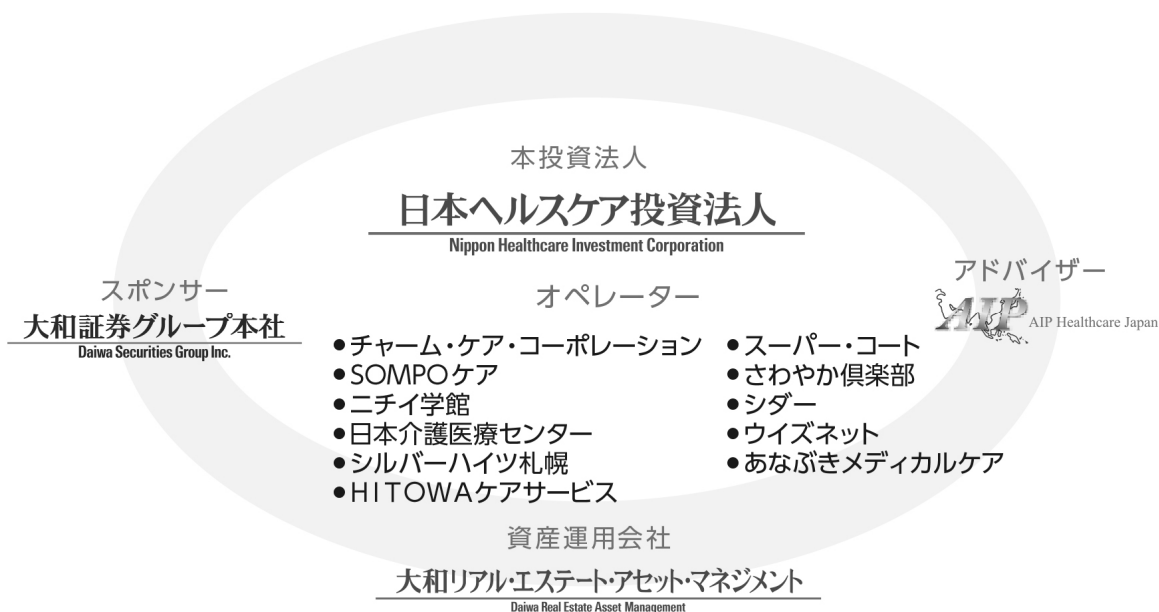 本投資法人
日本ヘルスケア投資法人
Nippon Healthcare Investment Corporation
スポンサー
大和証券グループ本社
Daiwa Securities Group Inc.
オペレーター
●チャーム・ケア・コーポレーション
●SOMPOケア
●ニチイ学館
●日本介護医療センター
●シルバーハイツ札幌
●HITOWAケアサービス
●スーパー・コート
●さわやか倶楽部
●シダー
●ウイズネット
●あなぶきメディカルケア
アドバイザー
AIP AIP Healthcare Japan
資産運用会社
大和リアル・エステート・アセット・マネジメント
Daiwa Real Estate Asset Management